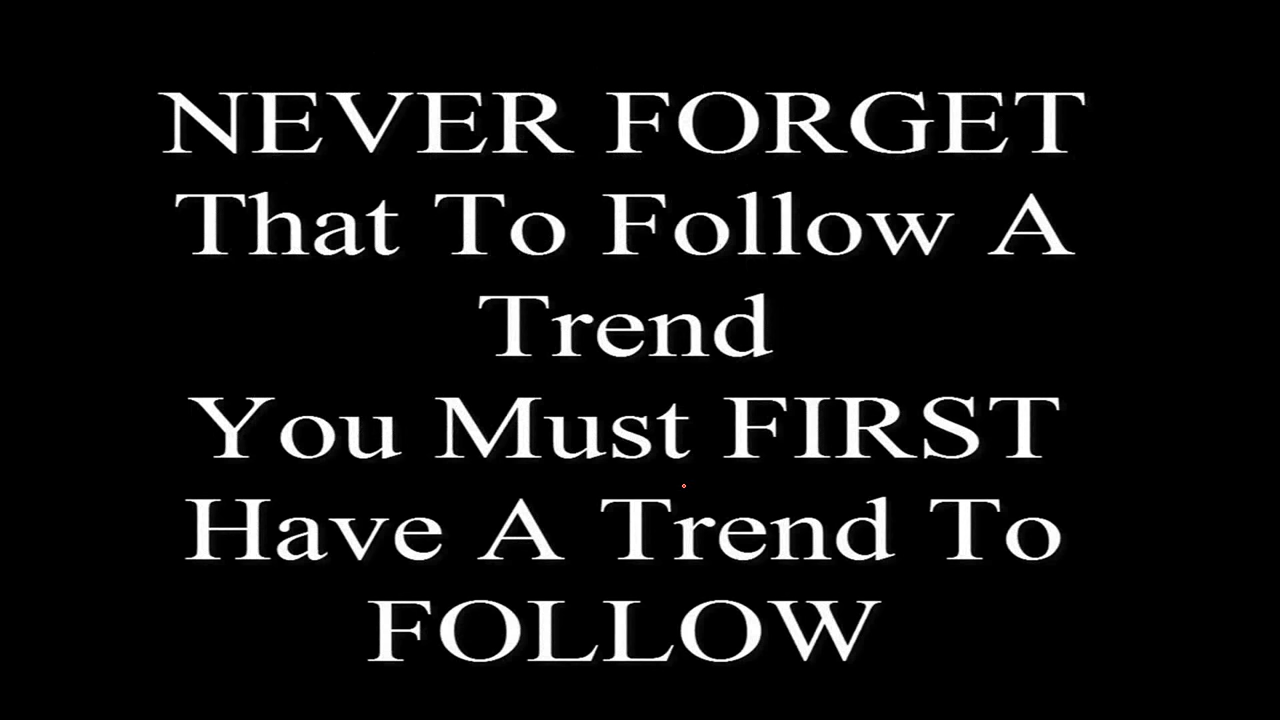 NEVER FORGET
That To Follow A
Trend
You Must FIRST
Have A Trend To
FOLLOW